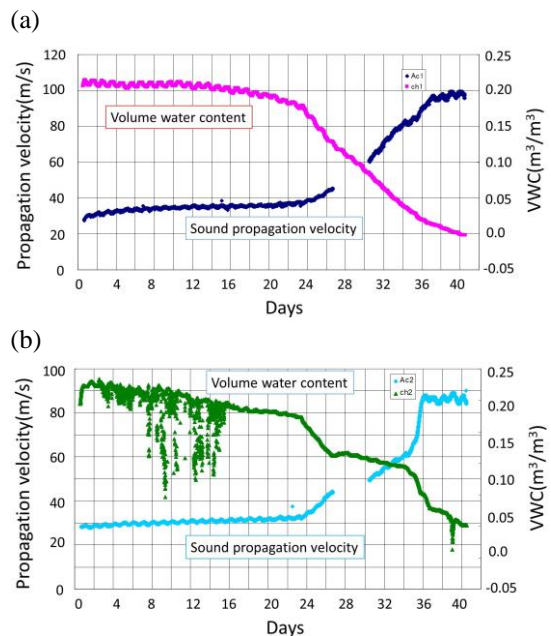 (a)
120
100
80
60
40
20
0
Propagation velocity(m/s)
Volume water content
Sound propagation velocity
Ac1
ch1
0.25
0.20
0.15
0.10
0.05
0.0
-0.05
VWC(m³/m³)
0 4 8 12 16 20 24 28 32 36 40
Days
(b)
100
80
60
40
20
0
Propagation velocity(m/s)
Volume water content
Sound propagation velocity
Ac2
ch2
0.25
0.20
0.15
0.10
0.05
0.0
-0.05
VWC(m³/m³)
0 4 8 12 16 20 24 28 32 36 40
Days